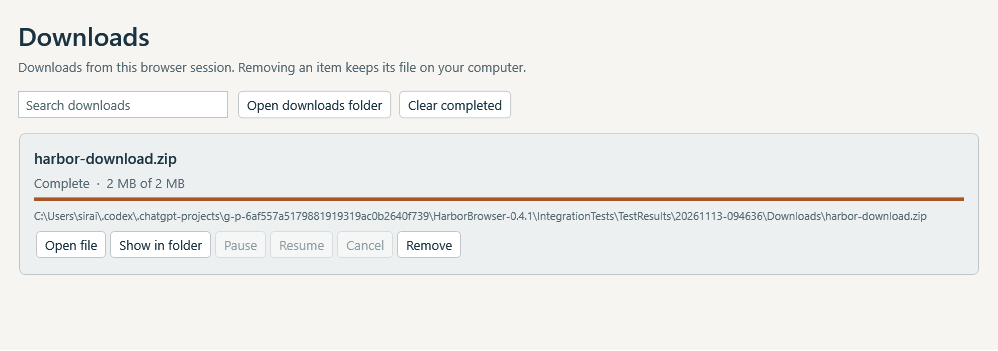 Downloads
Downloads from this browser session. Removing an item keeps its file on your computer.
Search downloads Open downloads folder Clear completed
harbor-download.zip
Complete · 2 MB of 2 MB
C:\Users\sirai\.codex\.chatgpt-projects\g-p-6af557a5179881919319ac0b2640f739\HarborBrowser-0.4.1\IntegrationTests\TestResults\20261113-094636\Downloads\harbor-download.zip
Open file Show in folder Pause Resume Cancel Remove